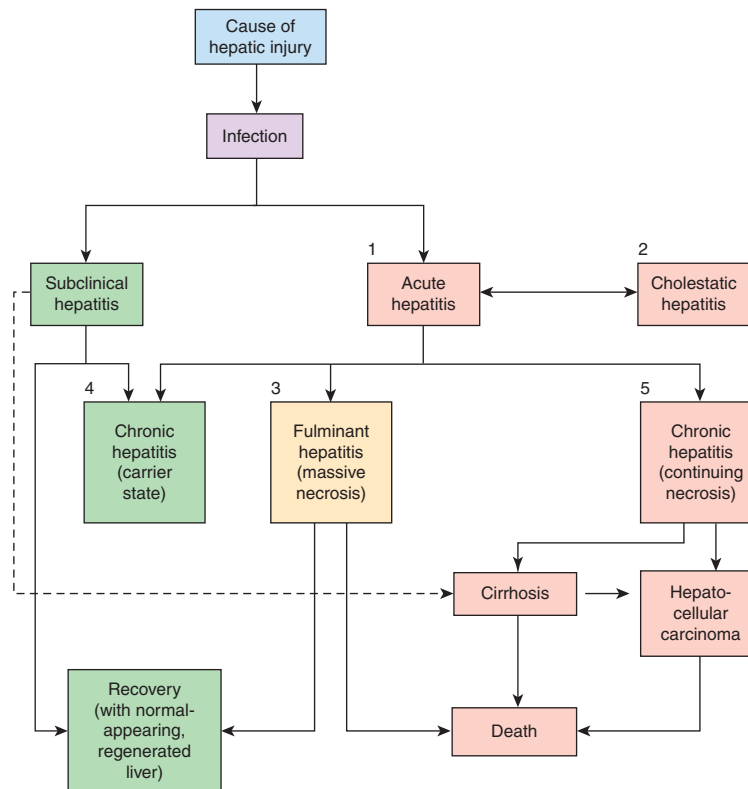 Cause of
hepatic injury
Infection
Subclinical
hepatitis
1
Acute
hepatitis
2
Cholestatic
hepatitis
4
Chronic
hepatitis
(carrier
state)
3
Fulminant
hepatitis
(massive
necrosis)
5
Chronic
hepatitis
(continuing
necrosis)
Cirrhosis
Hepato-
cellular
carcinoma
Recovery
(with normal-
appearing,
regenerated
liver)
Death